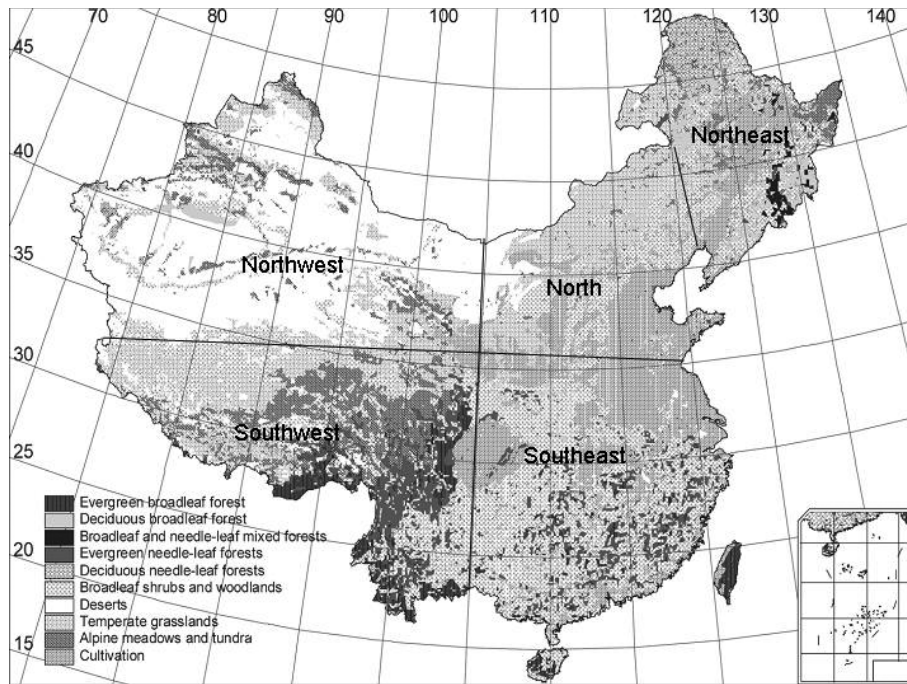 70 80 90 100 110 120 130 140
45
40
35
30
25
20
15
Northeast
Northwest
North
Southwest
Southeast
Evergreen broadleaf forest
Deciduous broadleaf forest
Broadleaf and needle-leaf mixed forests
Evergreen needle-leaf forests
Deciduous needle-leaf forests
Broadleaf shrubs and woodlands
Deserts
Temperate grasslands
Alpine meadows and tundra
Cultivation